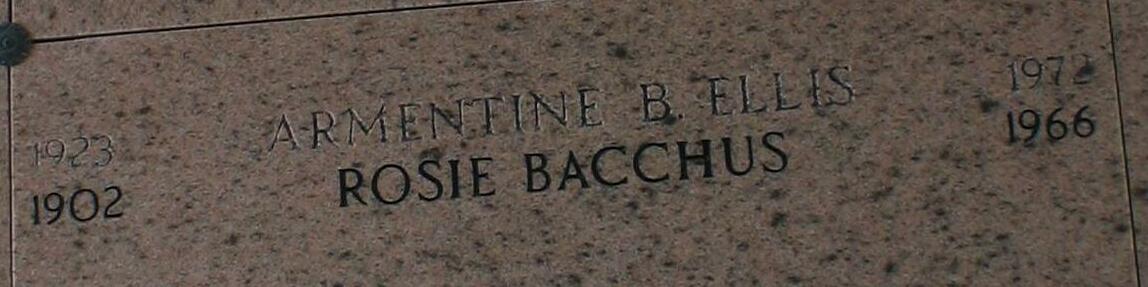 1923 ARMENTINE B. ELLIS 1972
1902 ROSIE BACCHUS 1966